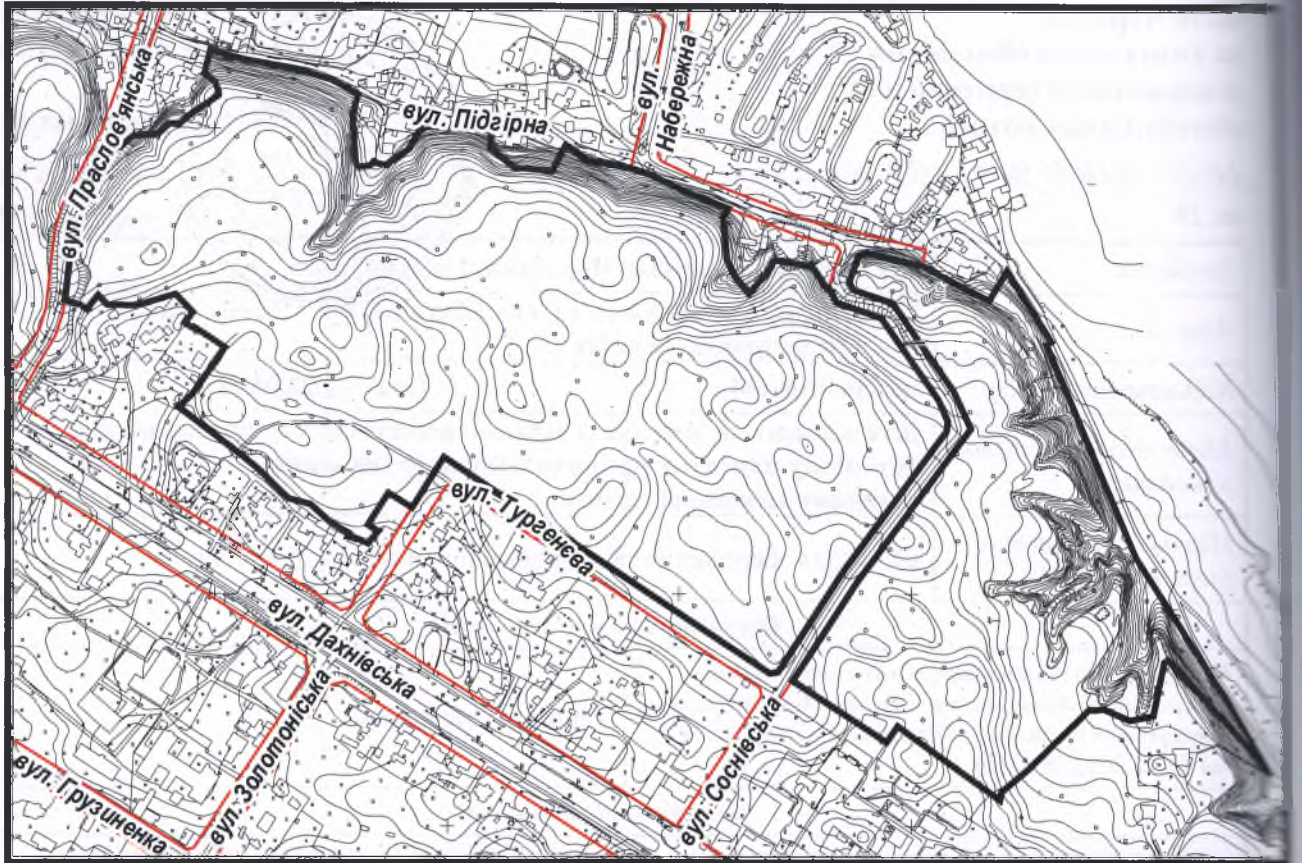 вул. Праслов'янська
вул. Підгірна
вул. Набережна
вул. Тургенєва
вул. Дахнівська
вул. Золотоніська
вул. Соснівська
вул. Грузиненка